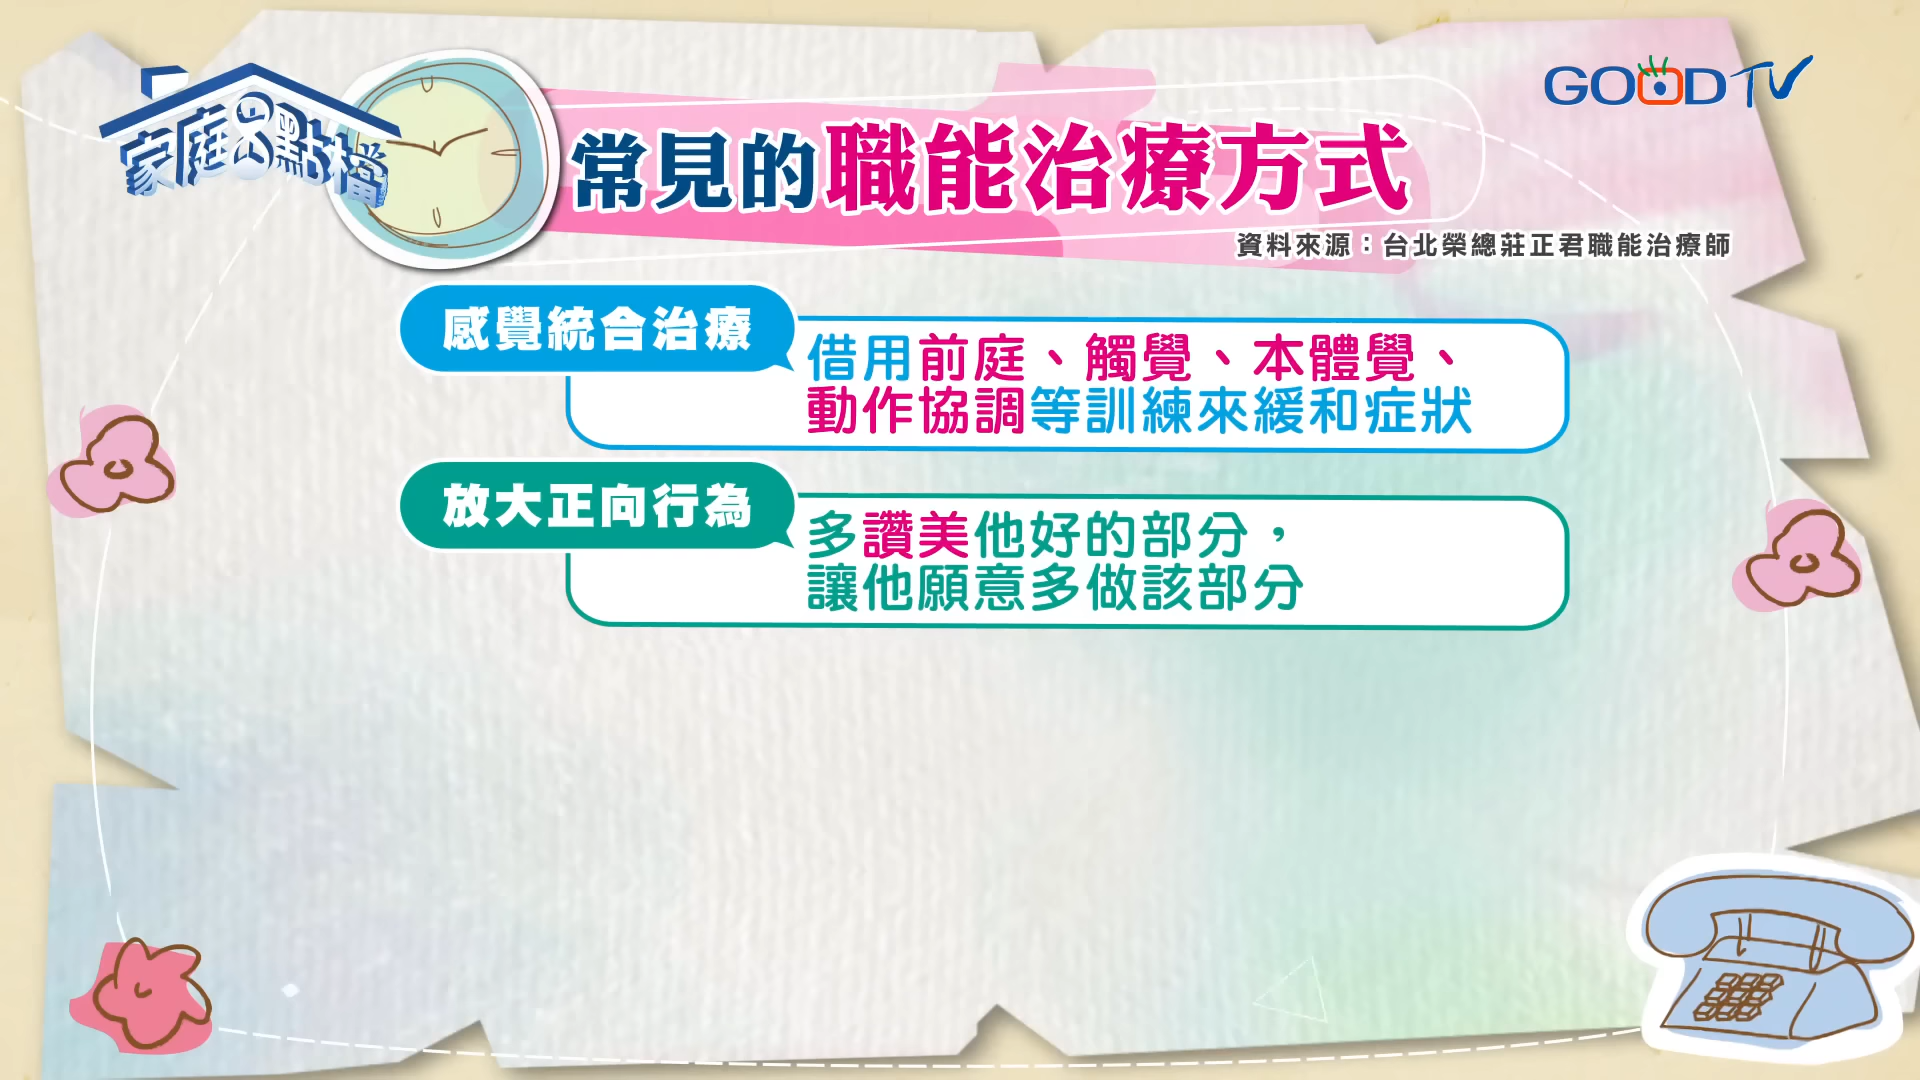 家庭8點檔
GOOD TV
常見的職能治療方式
資料來源：台北榮總莊正君職能治療師
感覺統合治療
借用前庭、觸覺、本體覺、
動作協調等訓練來緩和症狀
放大正向行為
多讚美他好的部分，
讓他願意多做該部分